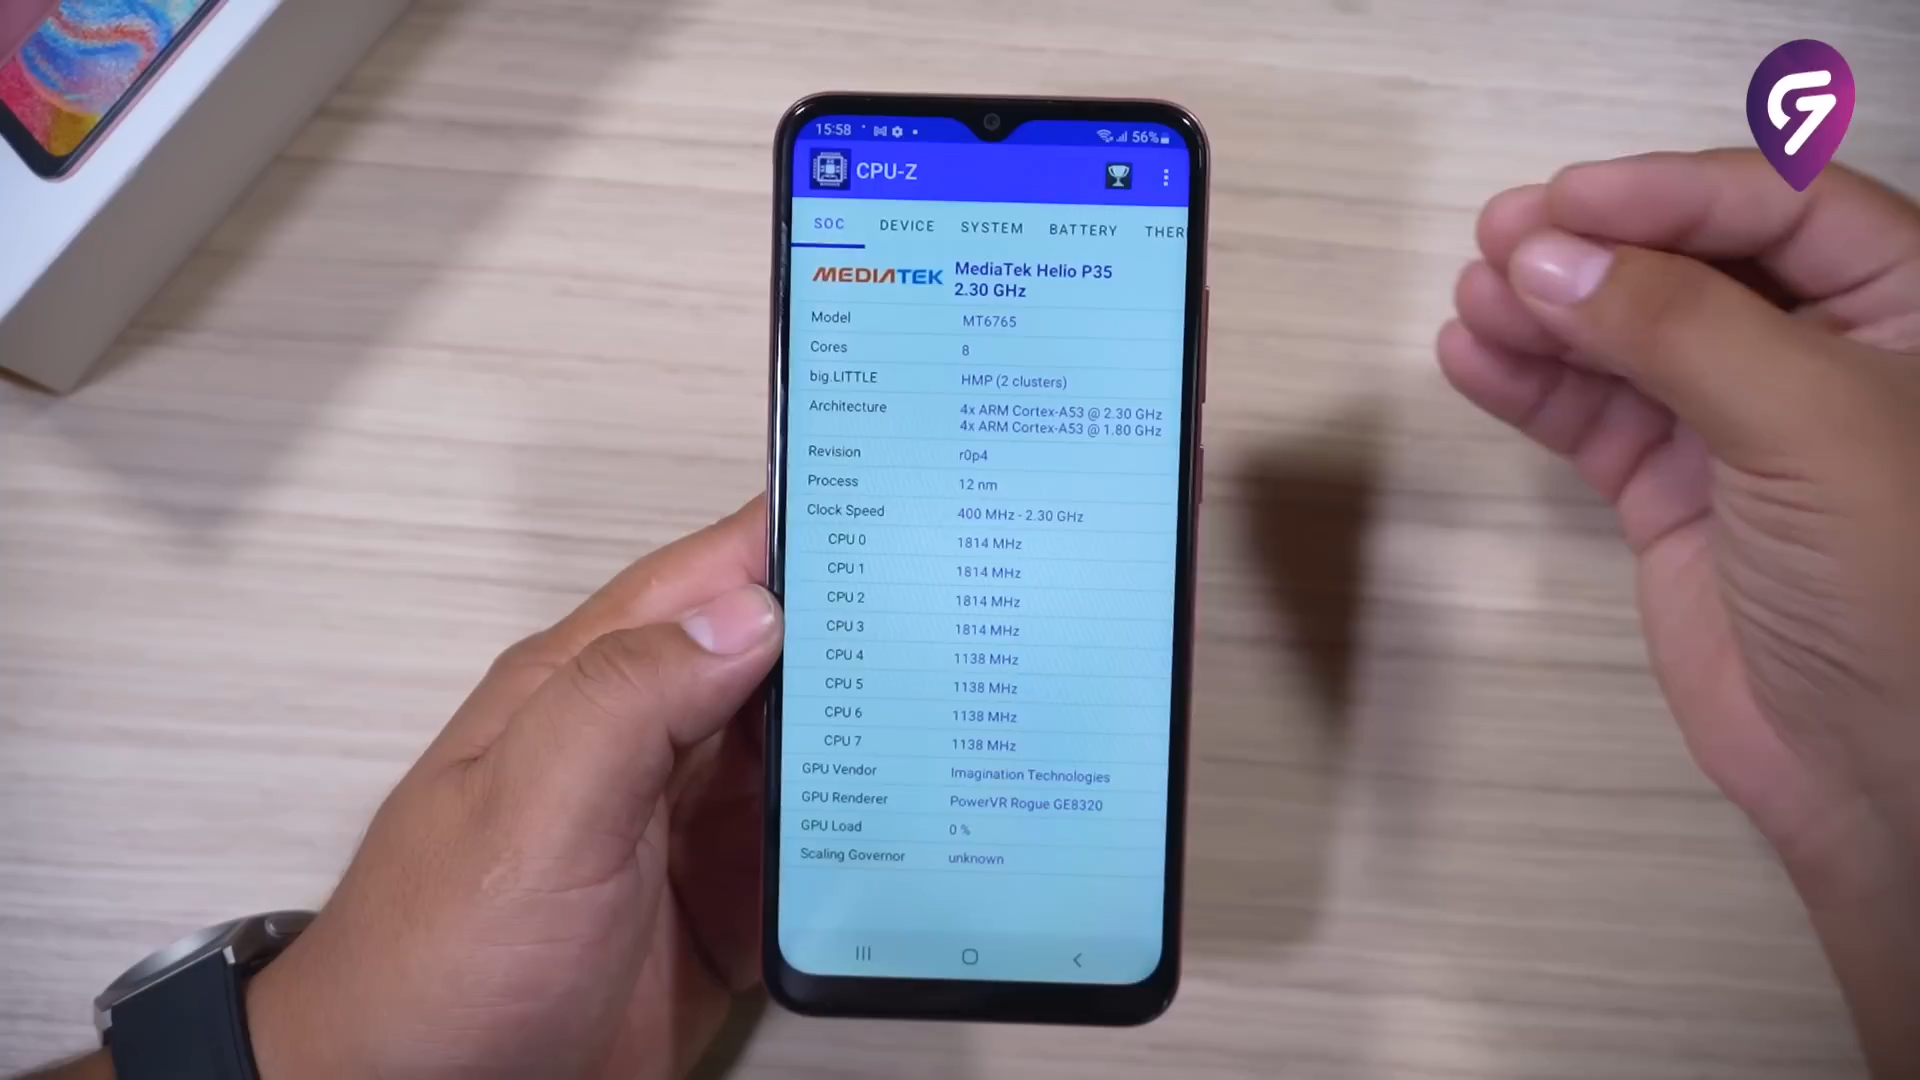 15:58
56%
CPU-Z
SOC DEVICE SYSTEM BATTERY THER
MEDIATEK
MediaTek Helio P35
2.30 GHz
Model MT6765
Cores 8
big.LITTLE HMP (2 clusters)
Architecture 4x ARM Cortex-A53 @ 2.30 GHz
4x ARM Cortex-A53 @ 1.80 GHz
Revision r0p4
Process 12 nm
Clock Speed 400 MHz - 2.30 GHz
CPU 0 1814 MHz
CPU 1 1814 MHz
CPU 2 1814 MHz
CPU 3 1814 MHz
CPU 4 1138 MHz
CPU 5 1138 MHz
CPU 6 1138 MHz
CPU 7 1138 MHz
GPU Vendor Imagination Technologies
GPU Renderer PowerVR Rogue GE8320
GPU Load 0 %
Scaling Governor unknown